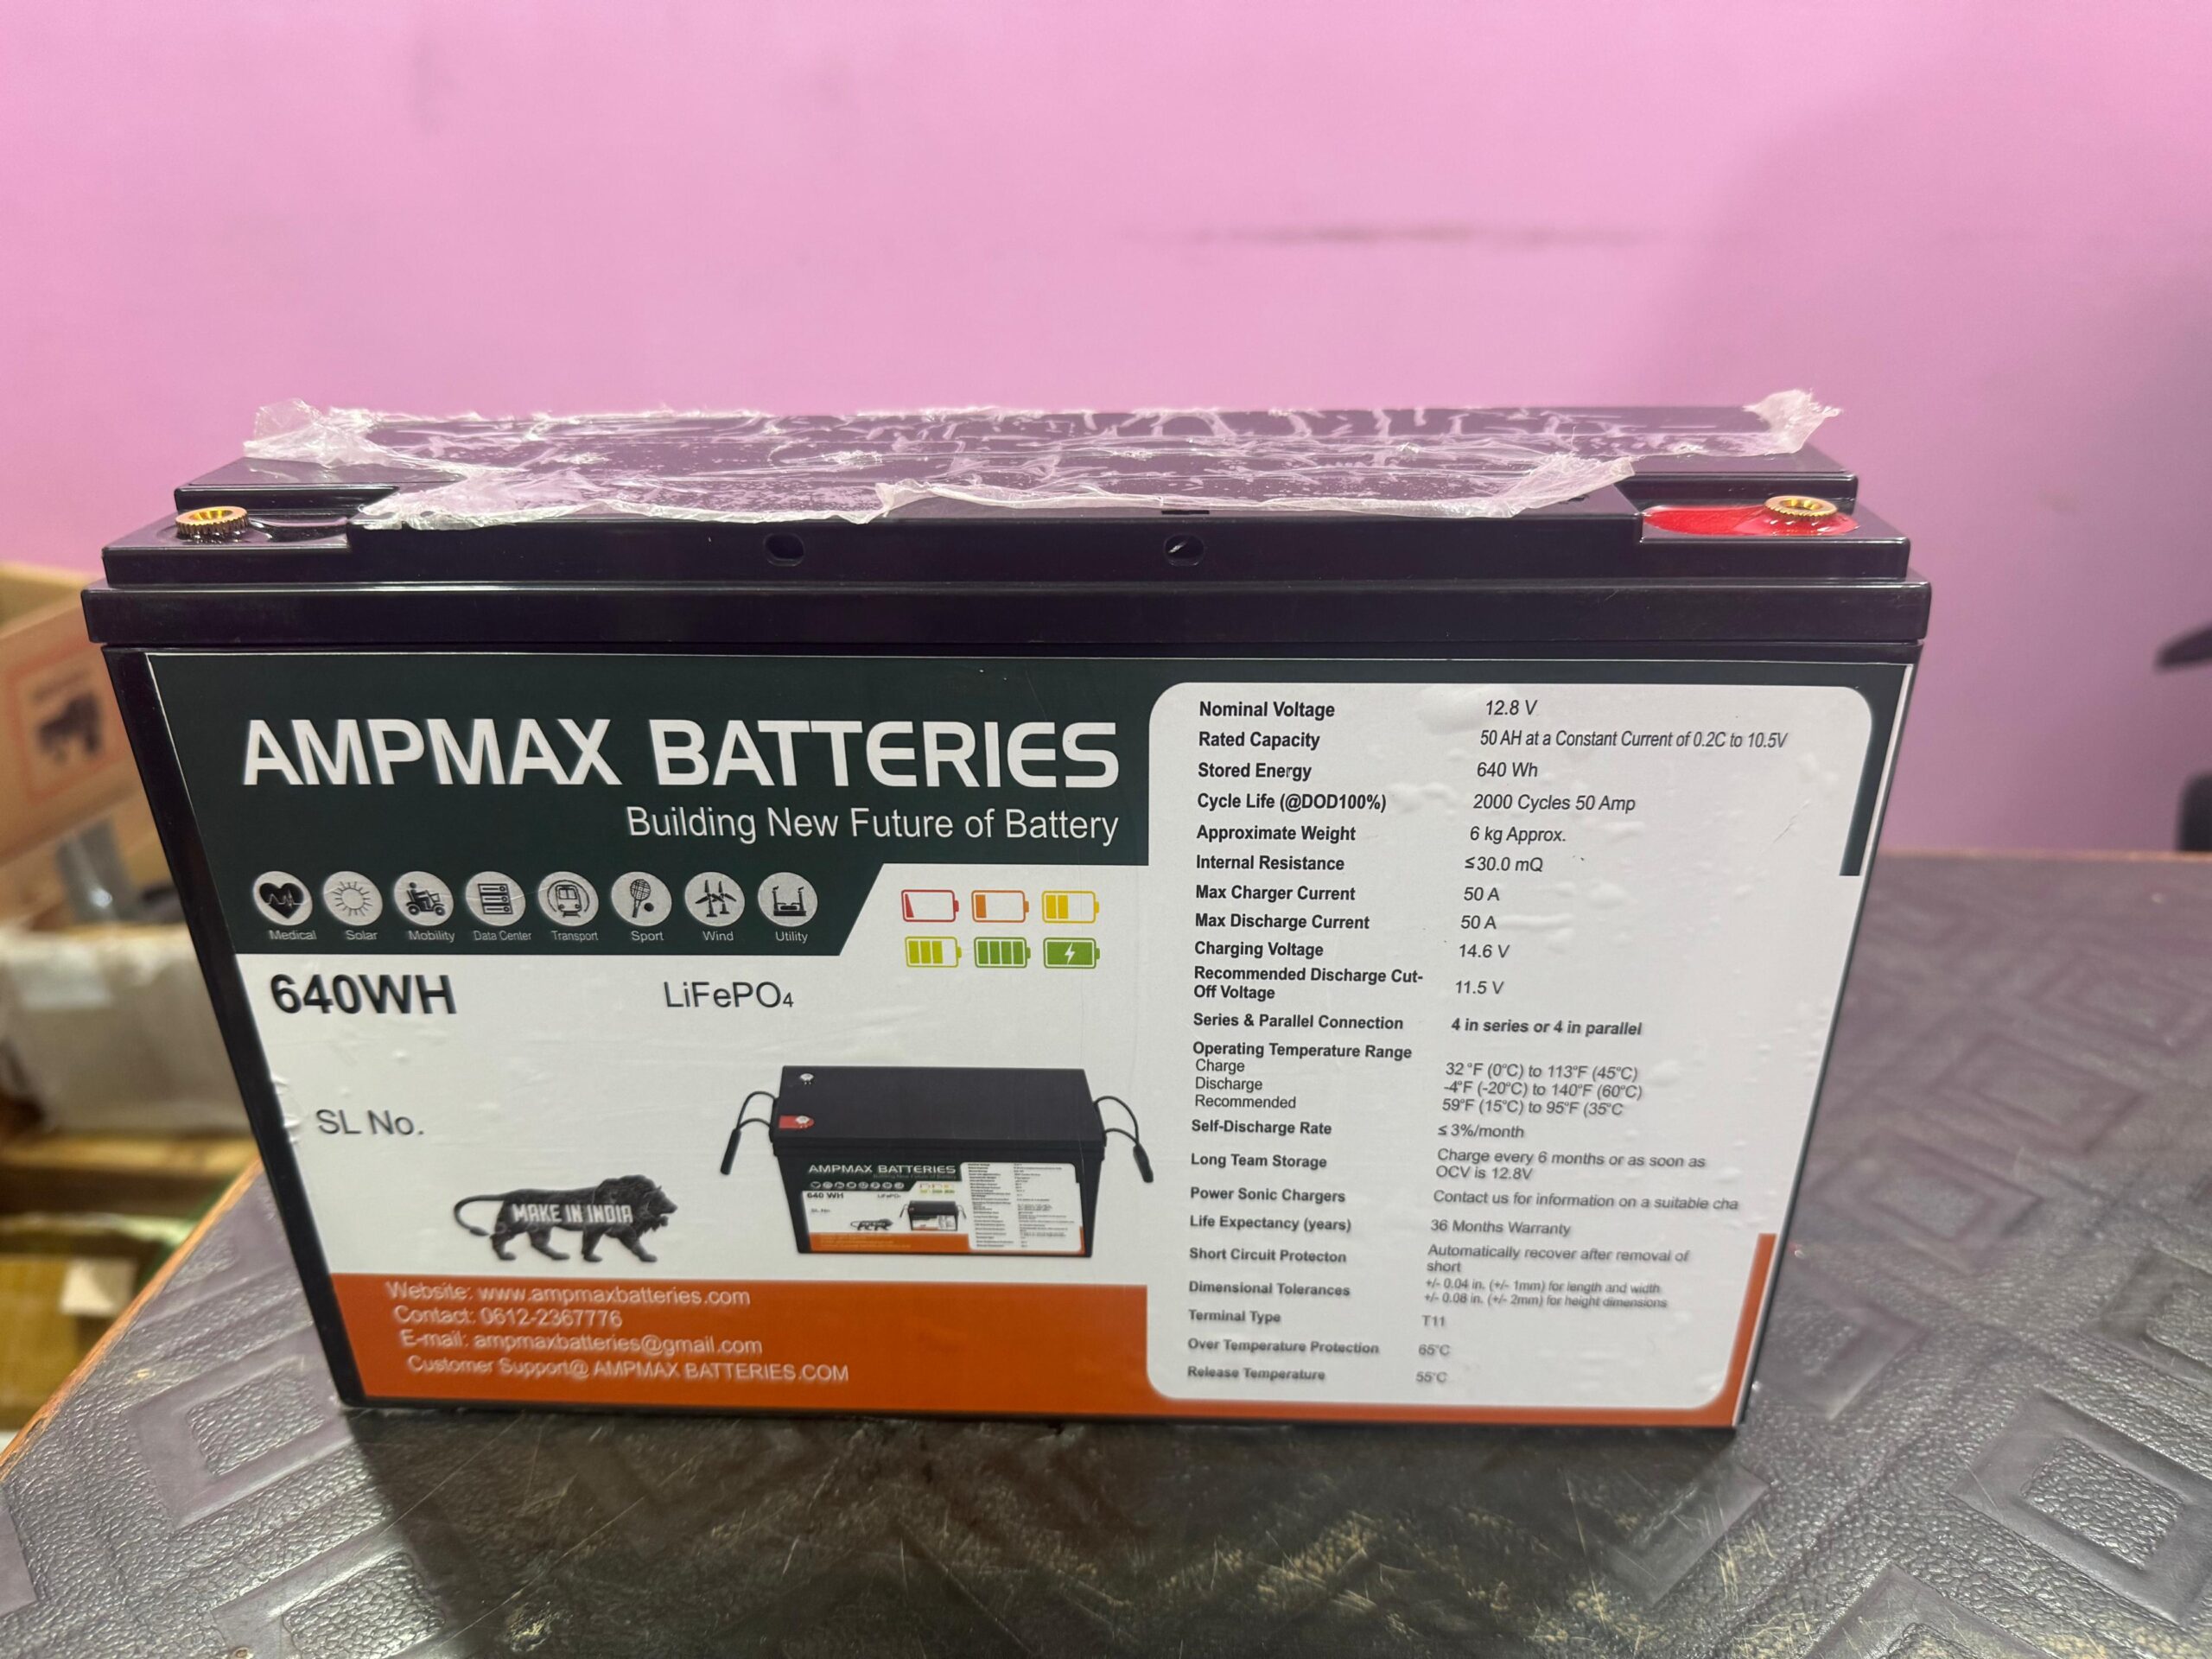 AMPMAX BATTERIES
Building New Future of Battery
Medical Solar Mobility Data Center Transport Sport Wind Utility
640WH LiFePO4
SL No.
MAKE IN INDIA
AMPMAX BATTERIES
640 WH
Website: www.ampmaxbatteries.com
Contact: 0612-2367776
E-mail: ampmaxbatteries@gmail.com
Customer Support@ AMPMAX BATTERIES.COM
Nominal Voltage 12.8 V
Rated Capacity 50 AH at a Constant Current of 0.2C to 10.5V
Stored Energy 640 Wh
Cycle Life (@DOD100%) 2000 Cycles 50 Amp
Approximate Weight 6 kg Approx.
Internal Resistance ≤30.0 mQ
Max Charger Current 50 A
Max Discharge Current 50 A
Charging Voltage 14.6 V
Recommended Discharge Cut-
Off Voltage 11.5 V
Series & Parallel Connection 4 in series or 4 in parallel
Operating Temperature Range
Charge 32 °F (0°C) to 113°F (45°C)
Discharge -4°F (-20°C) to 140°F (60°C)
Recommended 59°F (15°C) to 95°F (35°C
Self-Discharge Rate ≤ 3%/month
Long Team Storage Charge every 6 months or as soon as
OCV is 12.8V
Power Sonic Chargers Contact us for information on a suitable cha
Life Expectancy (years) 36 Months Warranty
Short Circuit Protecton Automatically recover after removal of
short
Dimensional Tolerances +/- 0.04 in. (+/- 1mm) for length and width
+/- 0.08 in. (+/- 2mm) for height dimensions
Terminal Type T11
Over Temperature Protection 65°C
Release Temperature 55°C